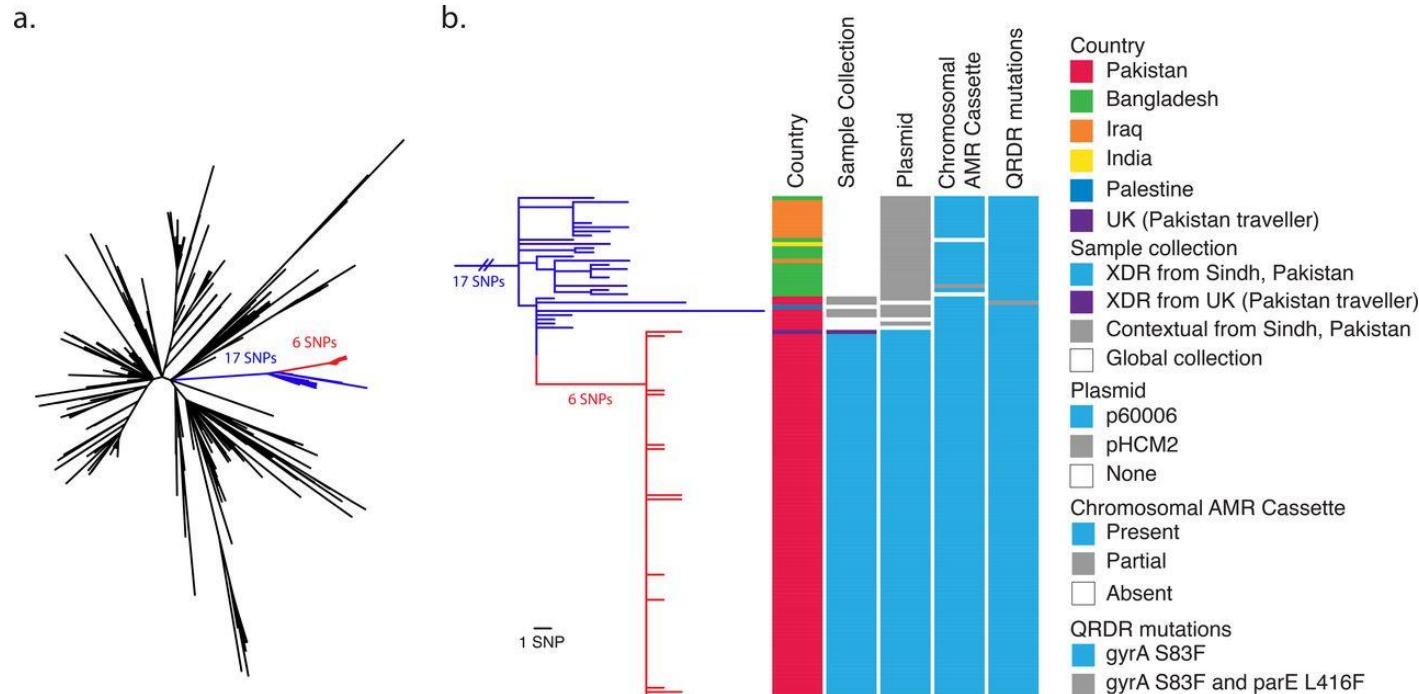 a.
17 SNPs
6 SNPs
b.
17 SNPs
6 SNPs
1 SNP
Country
Sample Collection
Plasmid
Chromosomal
AMR Cassette
QRDR mutations
Country
Pakistan
Bangladesh
Iraq
India
Palestine
UK (Pakistan traveller)
Sample collection
XDR from Sindh, Pakistan
XDR from UK (Pakistan traveller)
Contextual from Sindh, Pakistan
Global collection
Plasmid
p60006
pHCM2
None
Chromosomal AMR Cassette
Present
Partial
Absent
QRDR mutations
gyrA S83F
gyrA S83F and parE L416F